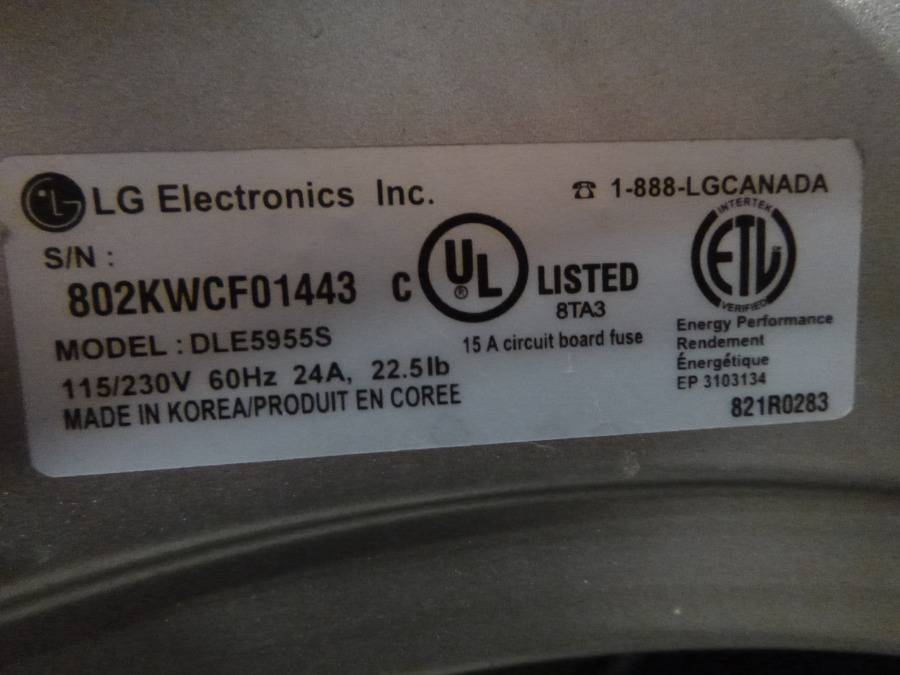 LG LG Electronics Inc.
☎ 1-888-LGCANADA
S/N :
802KWCF01443
C UL ® LISTED
8TA3
15 A circuit board fuse
MODEL : DLE5955S
115/230V 60Hz 24A, 22.5lb
MADE IN KOREA/PRODUIT EN COREE
INTERTEK
ETL
VERIFIED
Energy Performance
Rendement
Énergétique
EP 3103134
821R0283